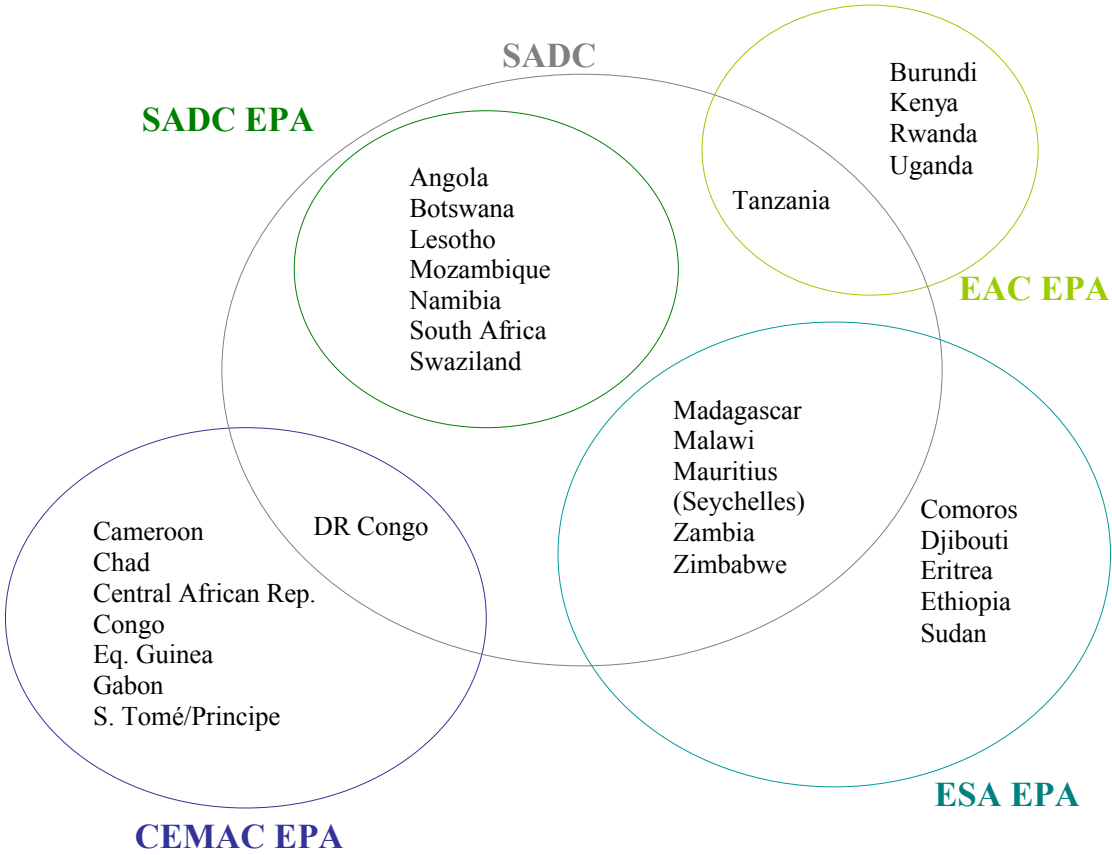 SADC
SADC EPA
Burundi
Kenya
Rwanda
Uganda
Tanzania
EAC EPA
Angola
Botswana
Lesotho
Mozambique
Namibia
South Africa
Swaziland
Madagascar
Malawi
Mauritius
(Seychelles)
Zambia
Zimbabwe
Comoros
Djibouti
Eritrea
Ethiopia
Sudan
DR Congo
Cameroon
Chad
Central African Rep.
Congo
Eq. Guinea
Gabon
S. Tomé/Principe
ESA EPA
CEMAC EPA